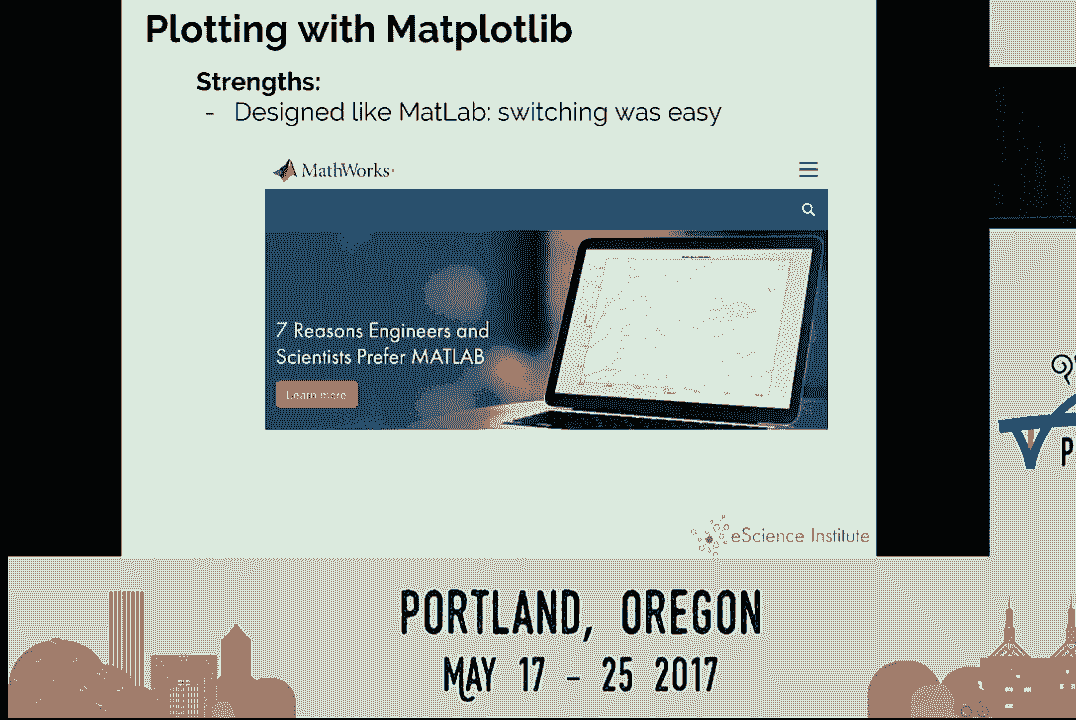 Plotting with Matplotlib
Strengths:
- Designed like MatLab: switching was easy
MathWorks
7 Reasons Engineers and
Scientists Prefer MATLAB
Learn more
eScience Institute
PORTLAND, OREGON
MAY 17 - 25 2017
P